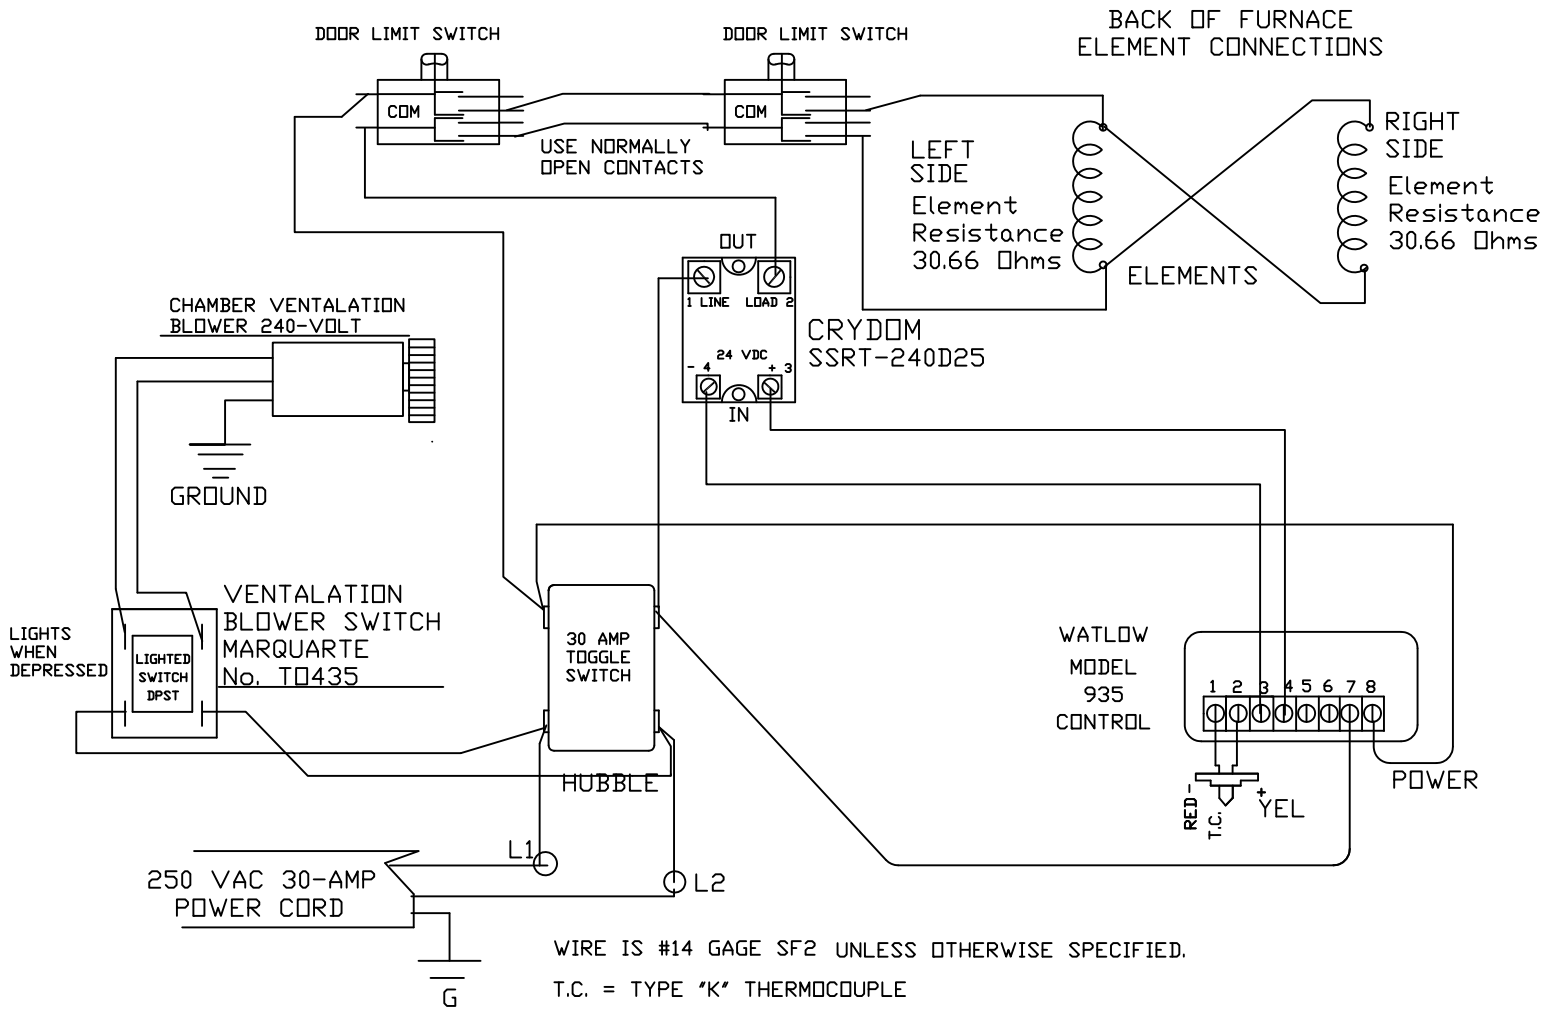 DOOR LIMIT SWITCH
DOOR LIMIT SWITCH
BACK OF FURNACE
ELEMENT CONNECTIONS
COM
COM
USE NORMALLY
OPEN CONTACTS
LEFT
SIDE
Element
Resistance
30.66 Ohms
RIGHT
SIDE
Element
Resistance
30.66 Ohms
ELEMENTS
OUT
1 LINE
LOAD 2
24 VDC
- 4
+ 3
IN
CRYDOM
SSRT-240D25
CHAMBER VENTALATION
BLOWER 240-VOLT
GROUND
VENTALATION
BLOWER SWITCH
MARQUARTE
No. TO435
LIGHTS
WHEN
DEPRESSED
LIGHTED
SWITCH
DPST
30 AMP
TOGGLE
SWITCH
HUBBLE
WATLOW
MODEL
935
CONTROL
1 2 3 4 5 6 7 8
POWER
RED -
T.C.
+
YEL
L1
L2
250 VAC 30-AMP
POWER CORD
G
WIRE IS #14 GAGE SF2 UNLESS OTHERWISE SPECIFIED.
T.C. = TYPE "K" THERMOCOUPLE